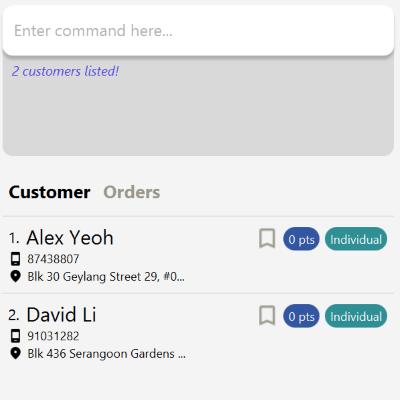 Enter command here...
2 customers listed!
Customer Orders
1. Alex Yeoh 0 pts Individual
87438807
Blk 30 Geylang Street 29, #0...
2. David Li 0 pts Individual
91031282
Blk 436 Serangoon Gardens ...